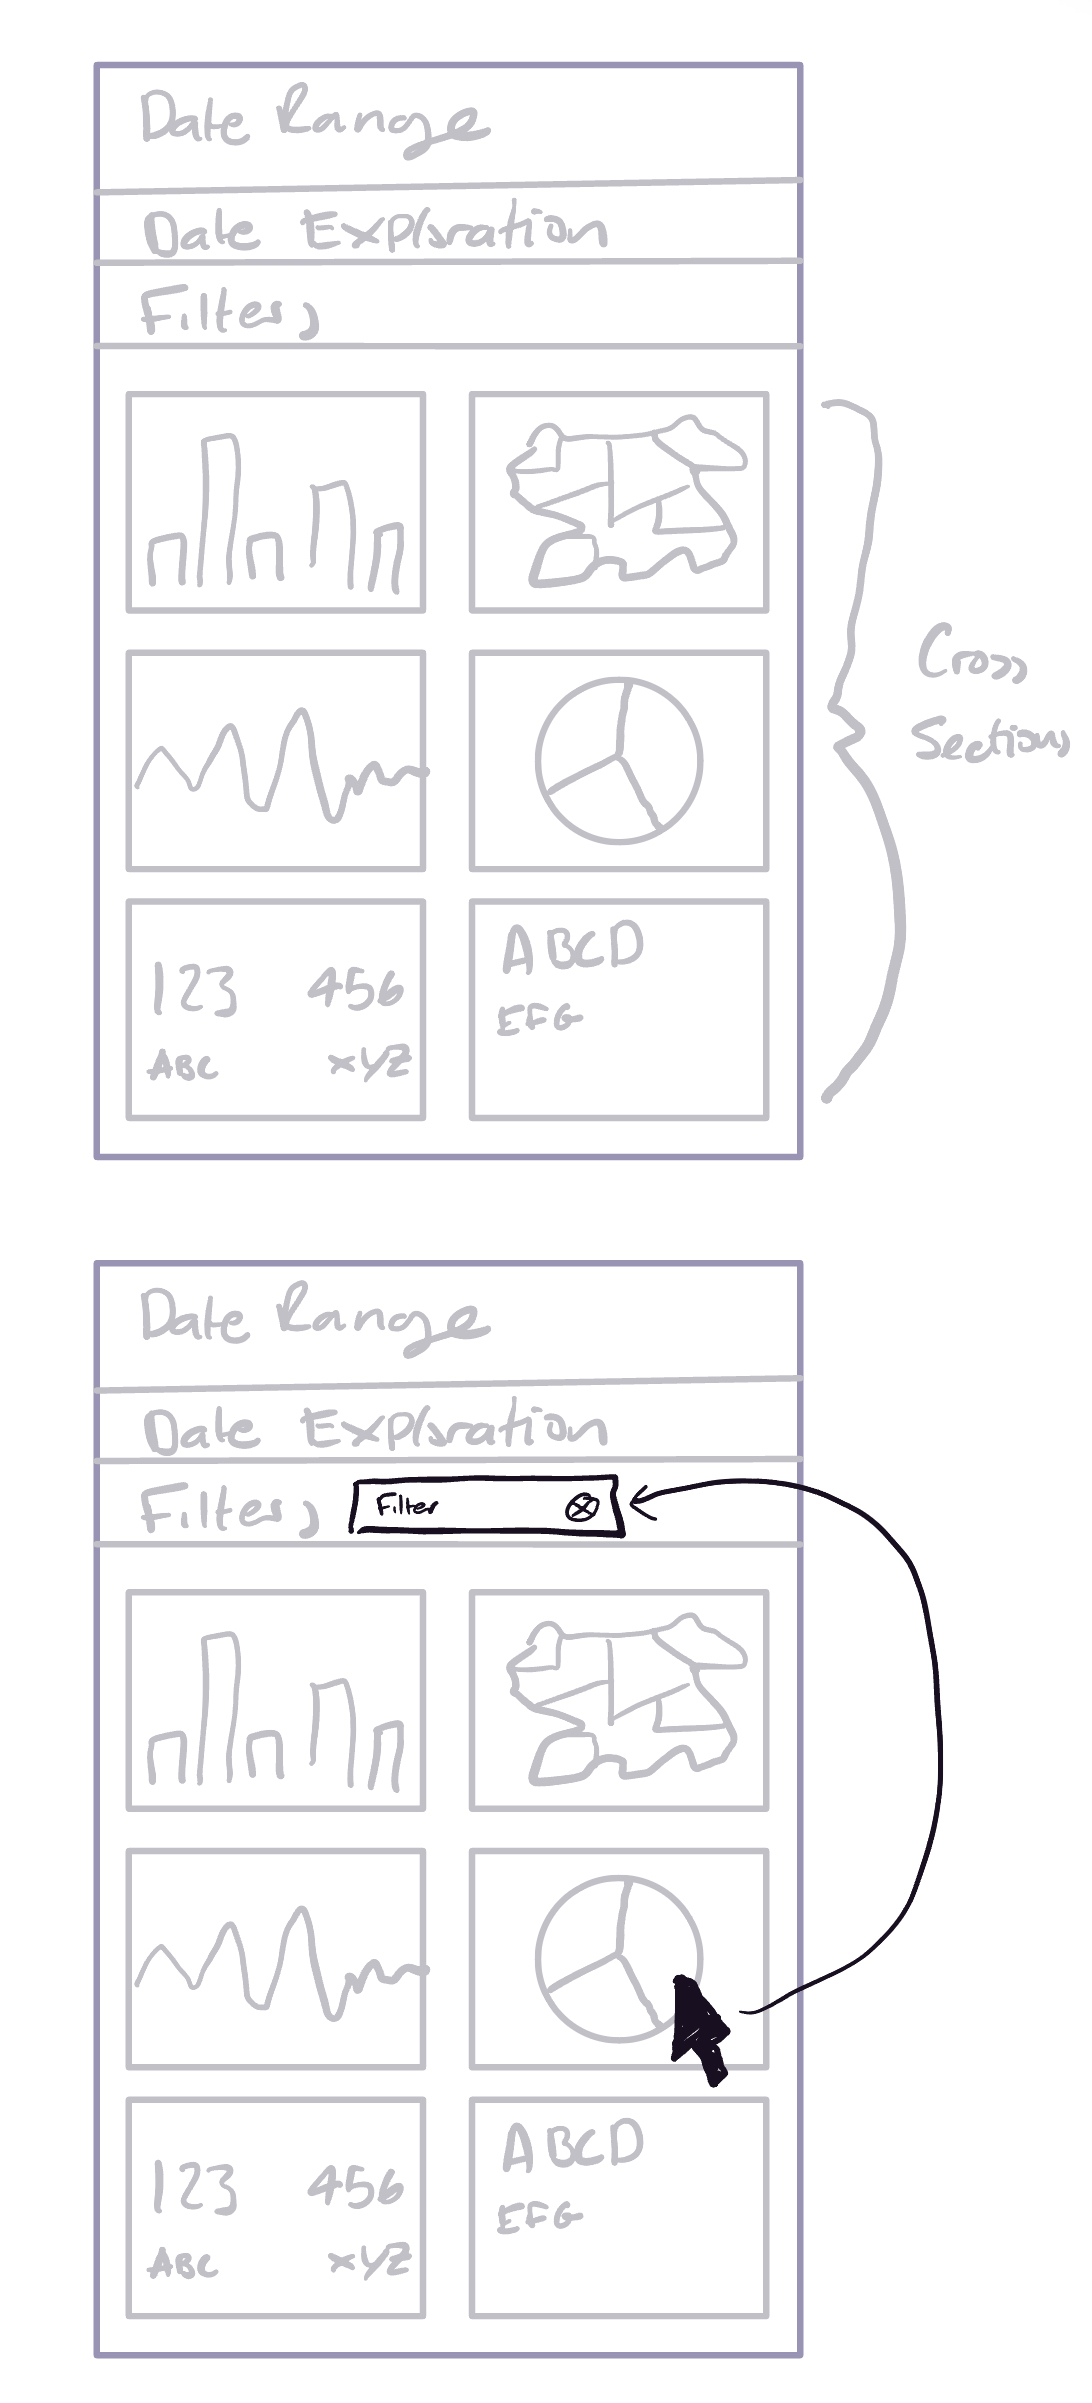 Date Range
Date Exploration
Filters
Cross
Sections
123 456
ABC XYZ
ABCD
EFG
Date Range
Date Exploration
Filters
Filter
123 456
ABC XYZ
ABCD
EFG